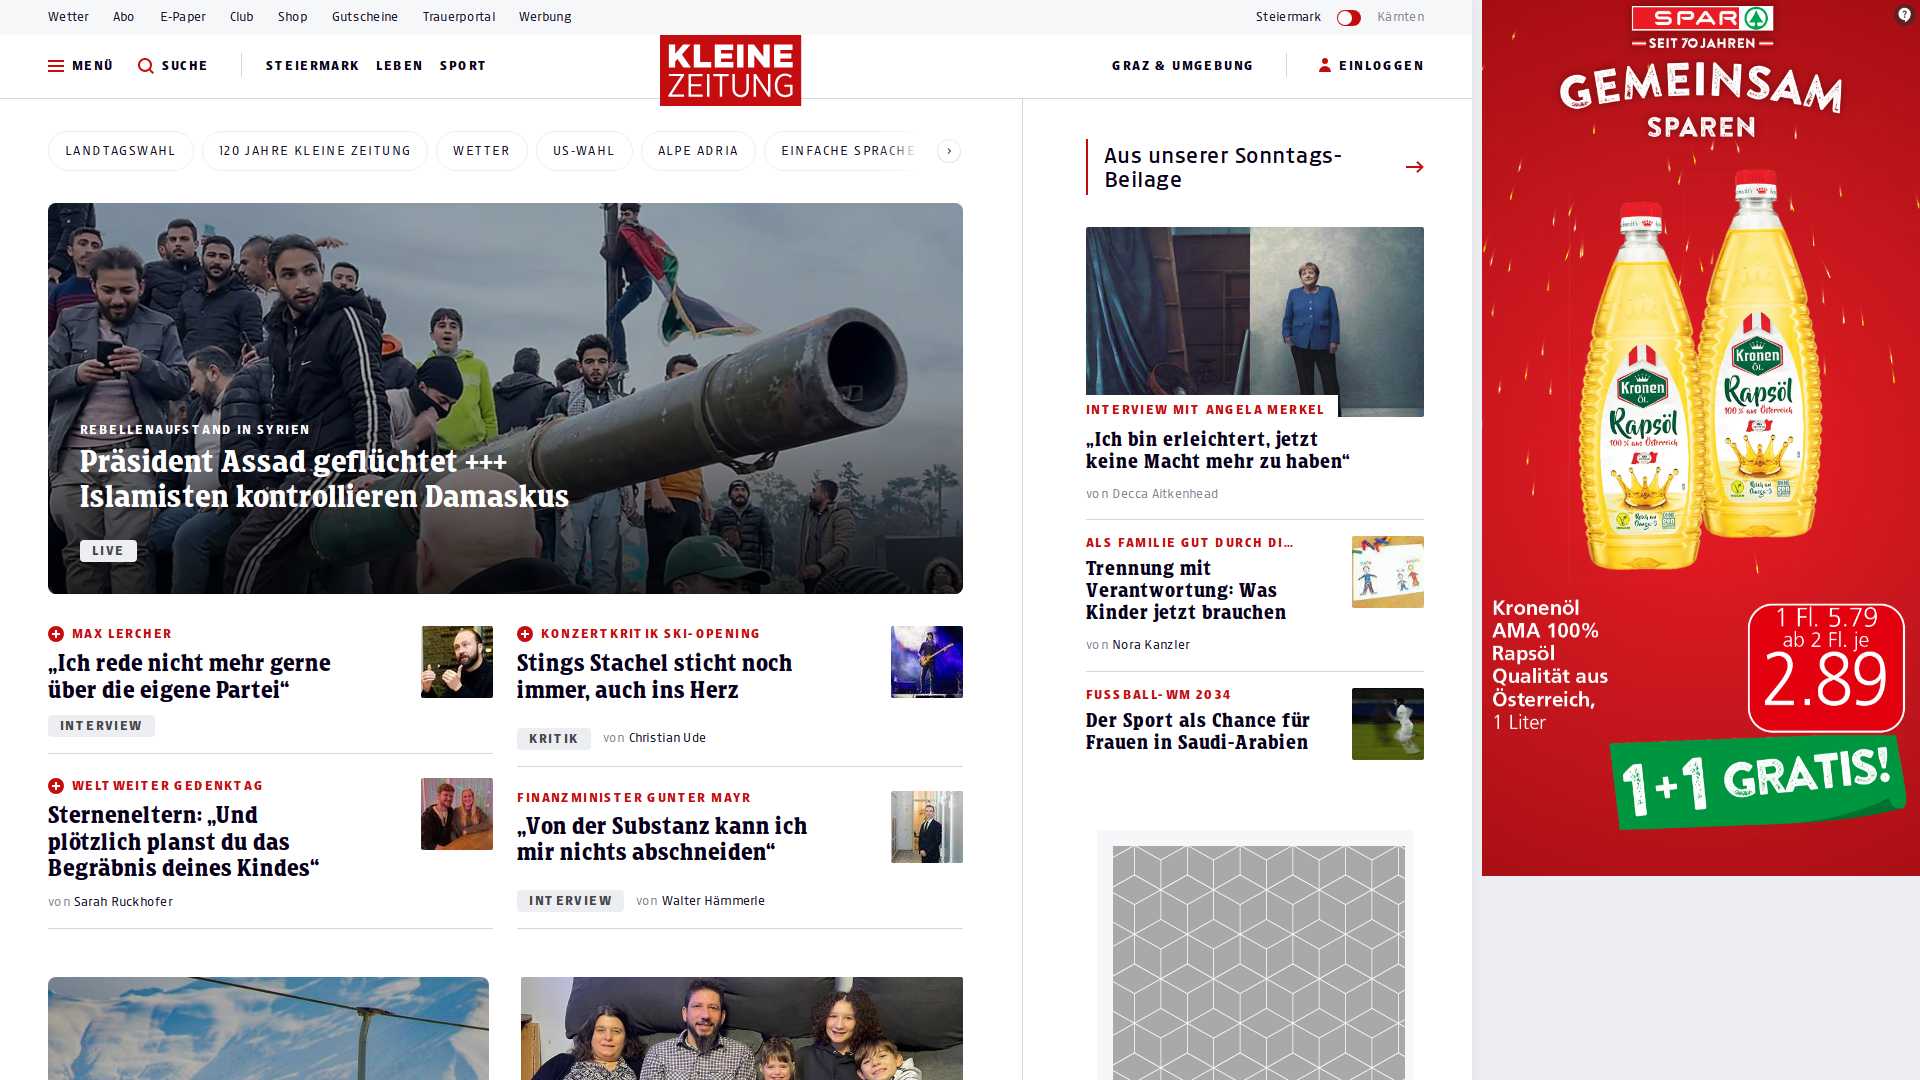 Wetter Abo E-Paper Club Shop Gutscheine Trauerportal Werbung
Steiermark Kärnten
MENÜ SUCHE STEIERMARK LEBEN SPORT
KLEINE
ZEITUNG
GRAZ & UMGEBUNG EINLOGGEN
LANDTAGSWAHL 120 JAHRE KLEINE ZEITUNG WETTER US-WAHL ALPE ADRIA EINFACHE SPRACHE
REBELLENAUFSTAND IN SYRIEN
Präsident Assad geflüchtet +++
Islamisten kontrollieren Damaskus
LIVE
MAX LERCHER
„Ich rede nicht mehr gerne
über die eigene Partei“
INTERVIEW
WELTWEITER GEDENKTAG
Sterneneltern: „Und
plötzlich planst du das
Begräbnis deines Kindes“
von Sarah Ruckhofer
KONZERTKRITIK SKI-OPENING
Stings Stachel sticht noch
immer, auch ins Herz
KRITIK von Christian Ude
FINANZMINISTER GUNTER MAYR
„Von der Substanz kann ich
mir nichts abschneiden“
INTERVIEW von Walter Hämmerle
Aus unserer Sonntags-
Beilage
INTERVIEW MIT ANGELA MERKEL
„Ich bin erleichtert, jetzt
keine Macht mehr zu haben“
von Decca Aitkenhead
ALS FAMILIE GUT DURCH DI...
Trennung mit
Verantwortung: Was
Kinder jetzt brauchen
von Nora Kanzler
FUSSBALL-WM 2034
Der Sport als Chance für
Frauen in Saudi-Arabien
SPAR
SEIT 70 JAHREN
GEMEINSAM
SPAREN
Kronen
ÖL
Rapsöl
100 % aus Österreich
Kronen
ÖL
Rapsöl
100 % aus Österreich
Kronenöl
AMA 100%
Rapsöl
Qualität aus
Österreich,
1 Liter
1 Fl. 5.79
ab 2 Fl. je
2.89
1+1 GRATIS!